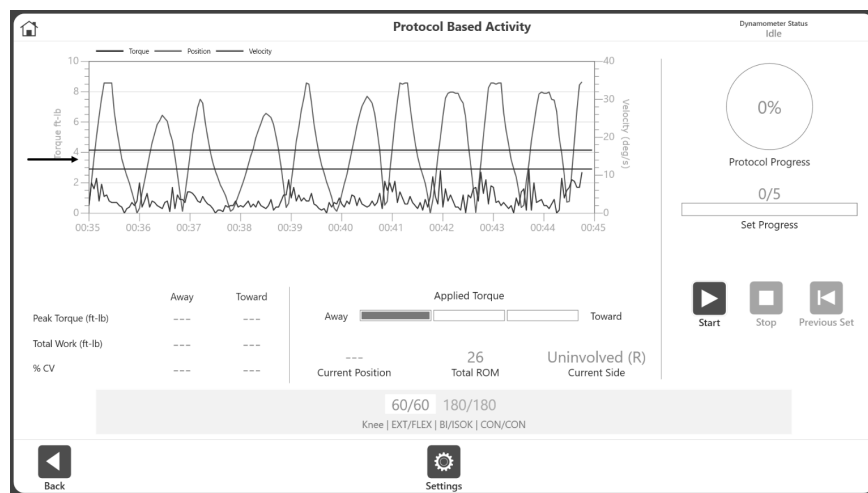 Protocol Based Activity
Dynamometer Status
Idle
Torque Position Velocity
10
8
6
4
2
0
Torque ft-lb
40
30
20
10
0
Velocity (deg/s)
00:35 00:36 00:37 00:38 00:39 00:40 00:41 00:42 00:43 00:44 00:45
0%
Protocol Progress
0/5
Set Progress
Start Stop Previous Set
Away Toward
Peak Torque (ft-lb) --- ---
Total Work (ft-lb) --- ---
% CV --- ---
Applied Torque
Away Toward
--- 26 Uninvolved (R)
Current Position Total ROM Current Side
60/60 180/180
Knee | EXT/FLEX | BI/ISOK | CON/CON
Back Settings